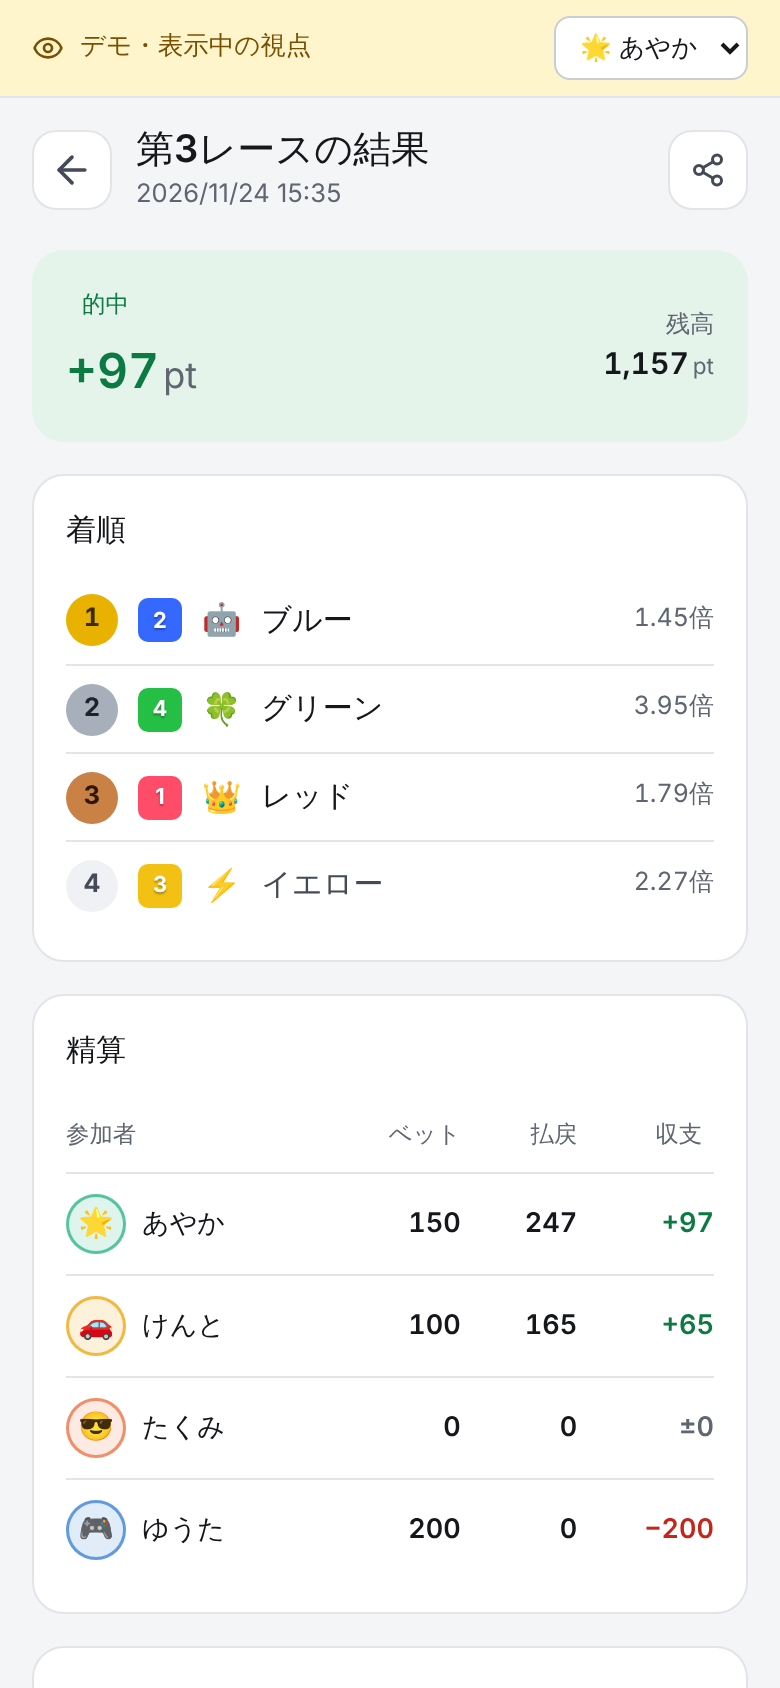 デモ・表示中の視点
🌟 あやか
第3レースの結果
2026/11/24 15:35
的中
+97 pt
残高
1,157 pt
着順
1 2 🤖 ブルー 1.45倍
2 4 🍀 グリーン 3.95倍
3 1 👑 レッド 1.79倍
4 3 ⚡ イエロー 2.27倍
精算
参加者 ベット 払戻 収支
🌟 あやか 150 247 +97
🚗 けんと 100 165 +65
😎 たくみ 0 0 ±0
🎮 ゆうた 200 0 −200